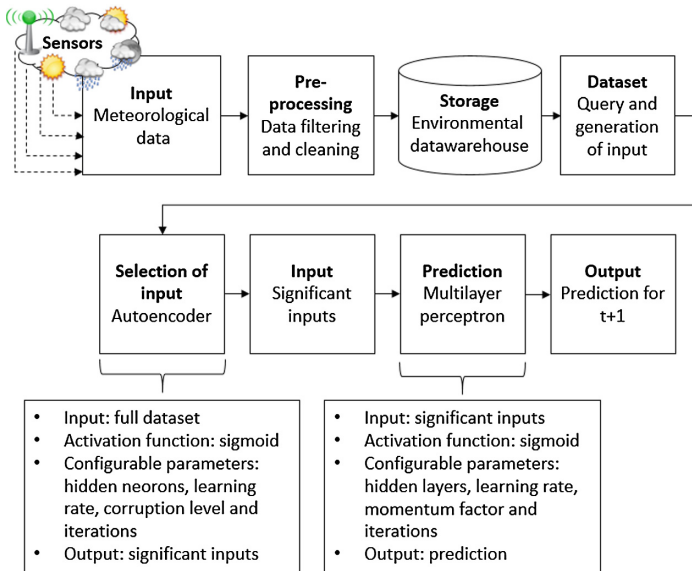 Sensors
Input
Meteorological
data
Pre-
processing
Data filtering
and cleaning
Storage
Environmental
datawarehouse
Dataset
Query and
generation
of input
Selection of
input
Autoencoder
Input
Significant
inputs
Prediction
Multilayer
perceptron
Output
Prediction for
t+1
• Input: full dataset
• Activation function: sigmoid
• Configurable parameters:
hidden neorons, learning
rate, corruption level and
iterations
• Output: significant inputs
• Input: significant inputs
• Activation function: sigmoid
• Configurable parameters:
hidden layers, learning rate,
momentum factor and
iterations
• Output: prediction